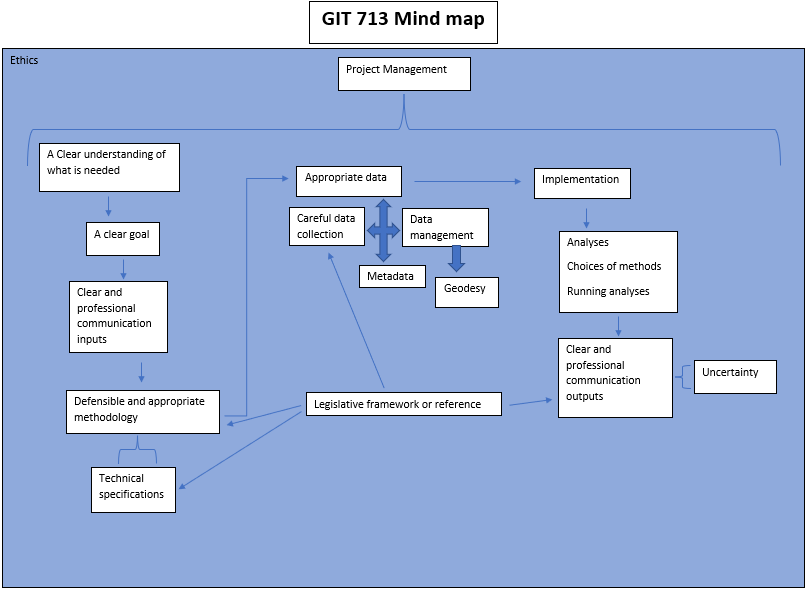 GIT 713 Mind map
Ethics
Project Management
A Clear understanding of
what is needed
A clear goal
Clear and
professional
communication
inputs
Defensible and appropriate
methodology
Technical
specifications
Appropriate data
Careful data
collection
Data
management
Metadata
Geodesy
Legislative framework or reference
Implementation
Analyses
Choices of methods
Running analyses
Clear and
professional
communication
outputs
Uncertainty